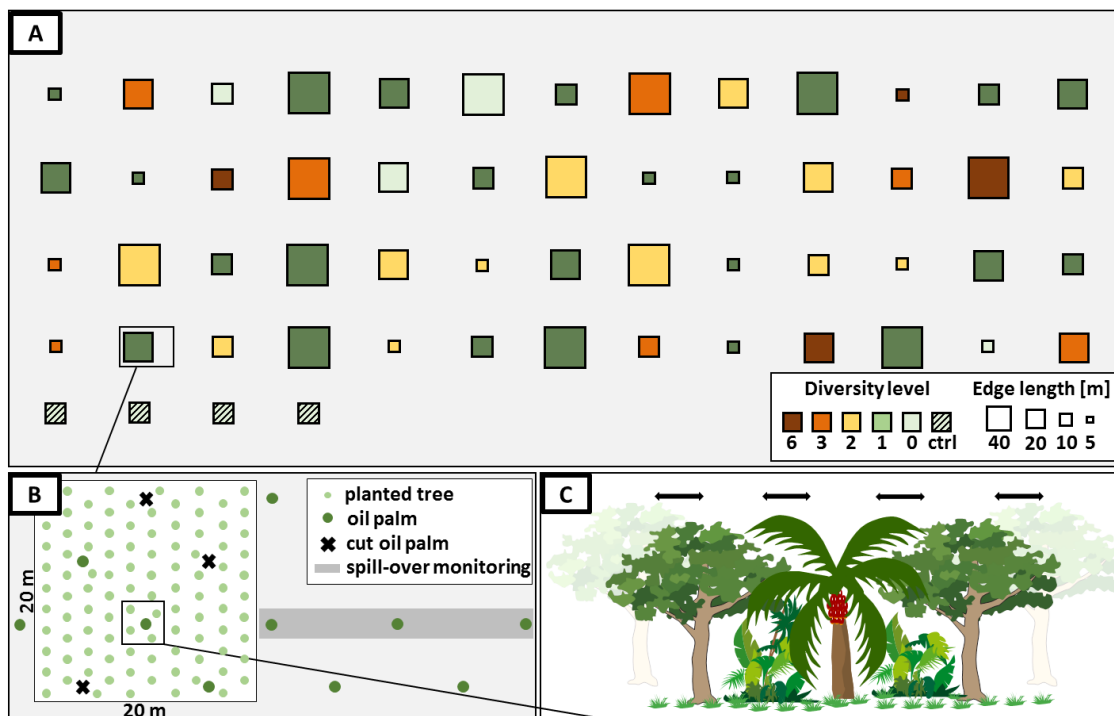 A
Diversity level
Edge length [m]
6 3 2 1 0 ctrl
40 20 10 5
B
planted tree
oil palm
cut oil palm
spill-over monitoring
20 m
20 m
C